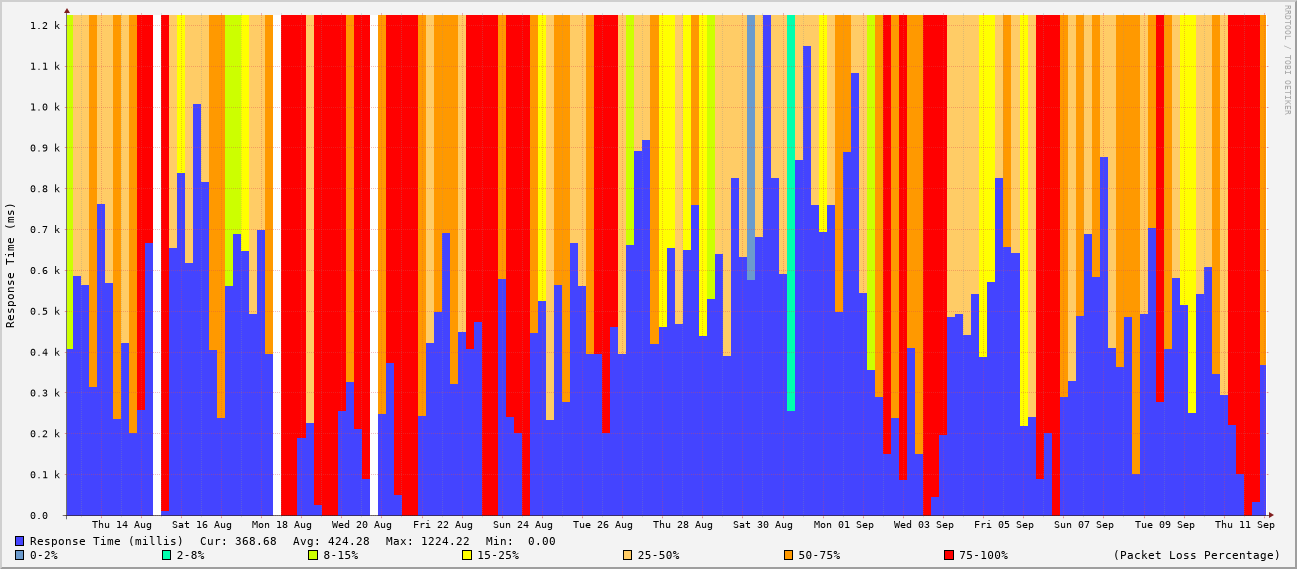 RRDTOOL / TOBI OETIKER
Response Time (ms)
1.2 k
1.1 k
1.0 k
0.9 k
0.8 k
0.7 k
0.6 k
0.5 k
0.4 k
0.3 k
0.2 k
0.1 k
0.0
Thu 14 Aug Sat 16 Aug Mon 18 Aug Wed 20 Aug Fri 22 Aug Sun 24 Aug Tue 26 Aug Thu 28 Aug Sat 30 Aug Mon 01 Sep Wed 03 Sep Fri 05 Sep Sun 07 Sep Tue 09 Sep Thu 11 Sep
Response Time (millis) Cur: 368.68 Avg: 424.28 Max: 1224.22 Min: 0.00
0-2% 2-8% 8-15% 15-25% 25-50% 50-75% 75-100% (Packet Loss Percentage)